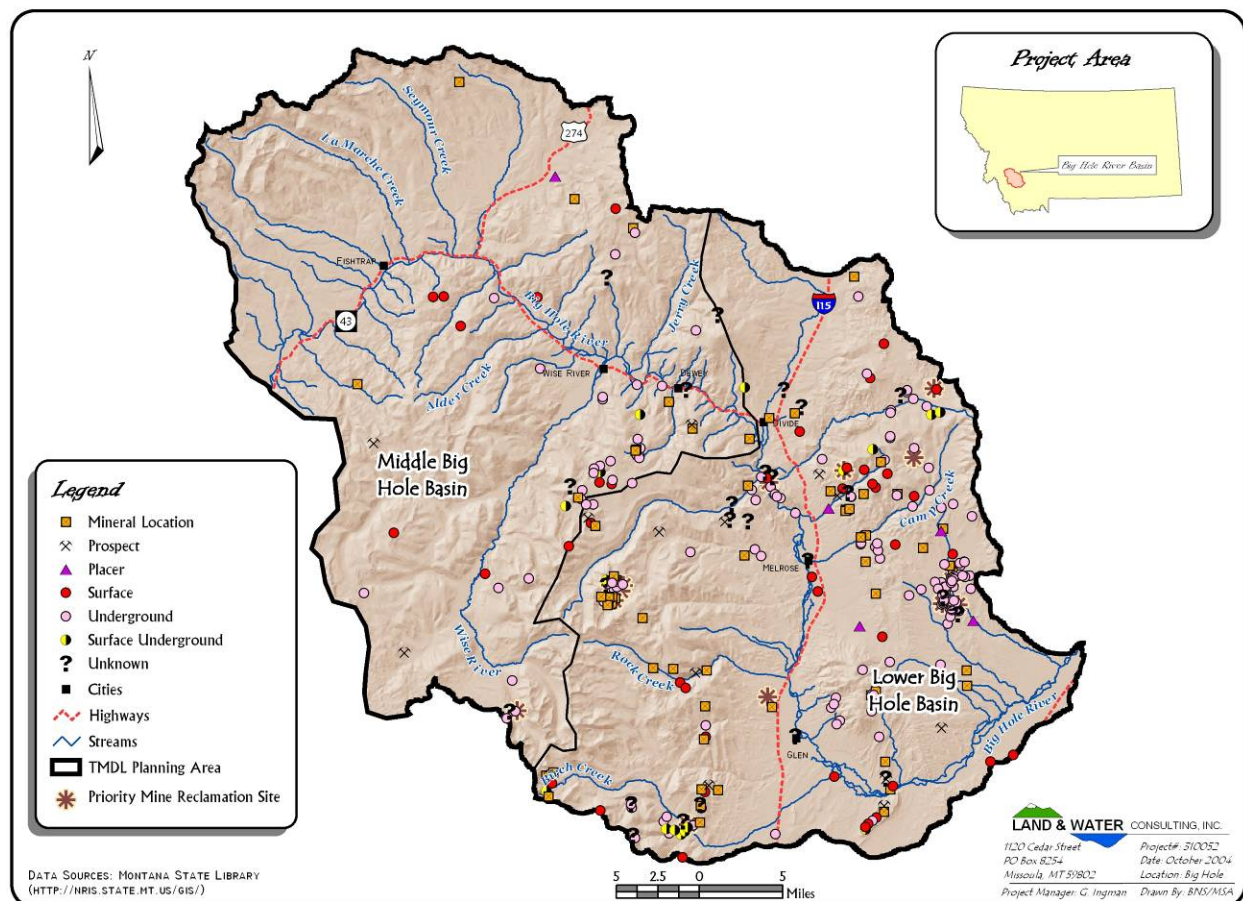 N
Project Area
Big Hole River Basin
274
Seymour Creek
La Marche Creek
FISHTRAP
Jerry Creek
Big Hole River
115
43
WISE RIVER
DEWEY
Alder Creek
DIVIDE
Middle Big
Hole Basin
Camp Creek
MELROSE
Wise River
Rock Creek
Lower Big
Hole Basin
Big Hole River
GLEN
Birch Creek
Legend
Mineral Location
Prospect
Placer
Surface
Underground
Surface Underground
? Unknown
Cities
Highways
Streams
TMDL Planning Area
Priority Mine Reclamation Site
LAND & WATER CONSULTING, INC.
1120 Cedar Street Project#: 310052
PO Box 8254 Date: October 2004
Missoula, MT 59802 Location: Big Hole
Project Manager: G. Ingman Drawn By: BNS/MSA
DATA SOURCES: MONTANA STATE LIBRARY
(HTTP://NRIS.STATE.MT.US/GIS/)
5 2.5 0 5
Miles